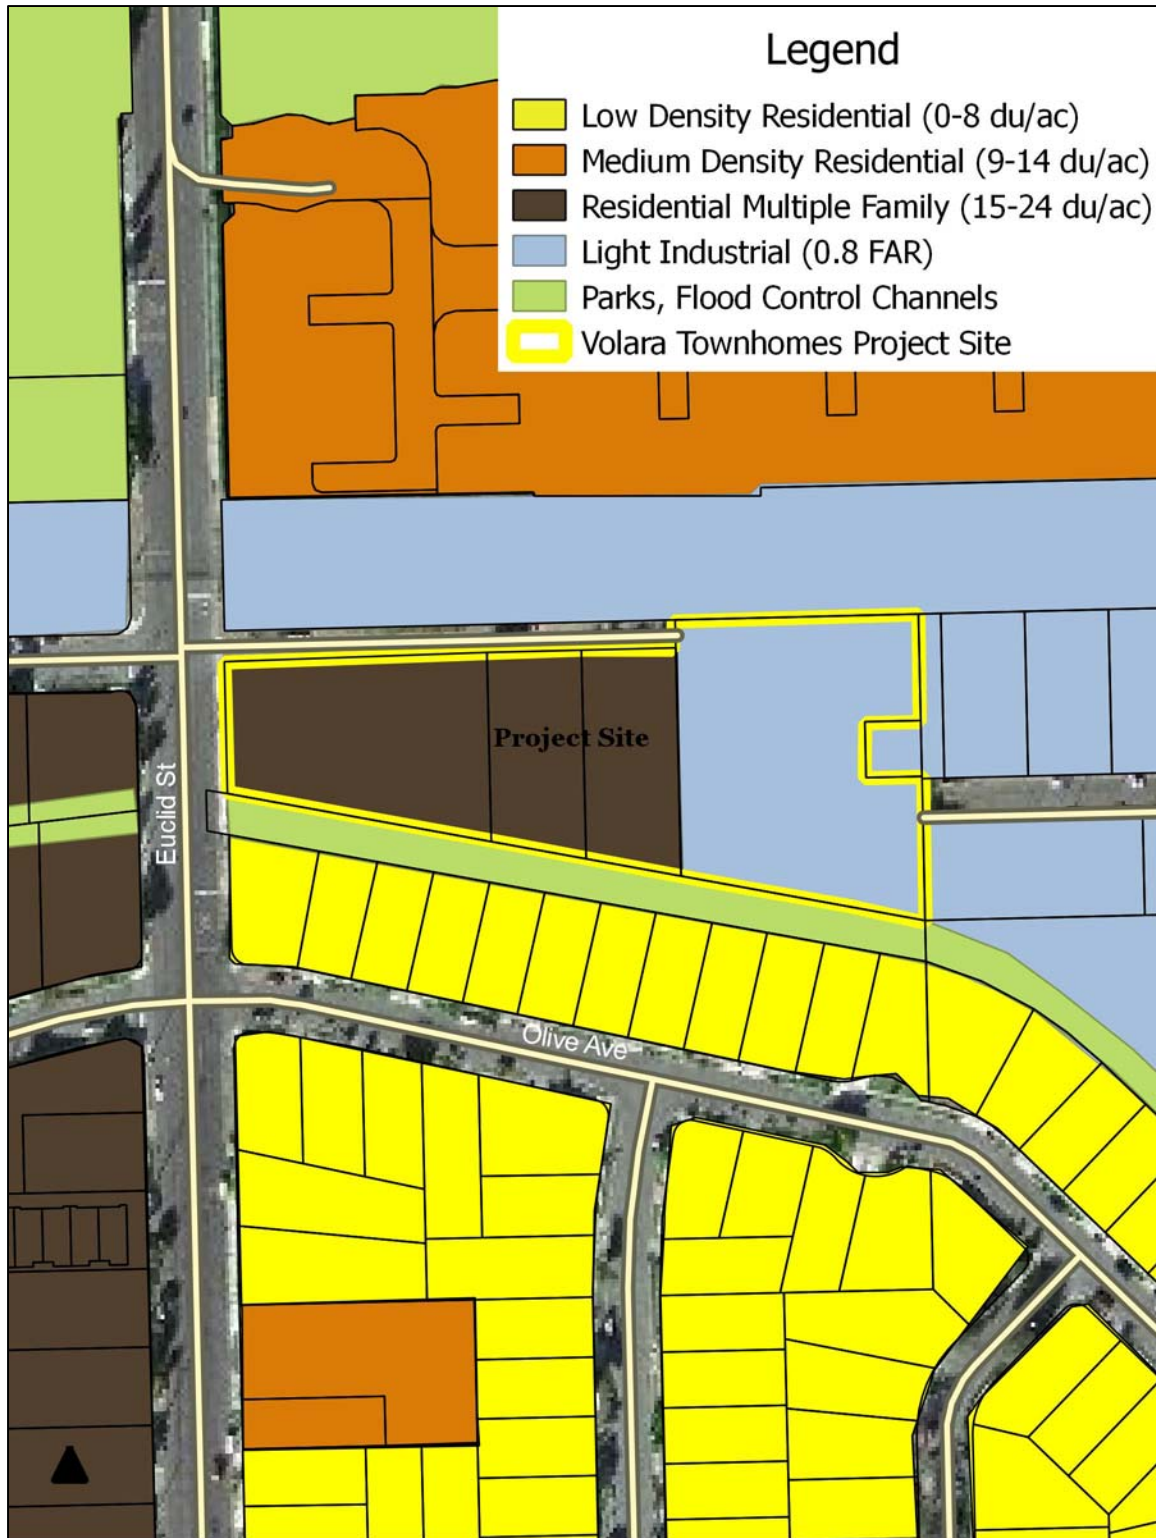 Legend
Low Density Residential (0-8 du/ac)
Medium Density Residential (9-14 du/ac)
Residential Multiple Family (15-24 du/ac)
Light Industrial (0.8 FAR)
Parks, Flood Control Channels
Volara Townhomes Project Site
Project Site
Euclid St
Olive Ave